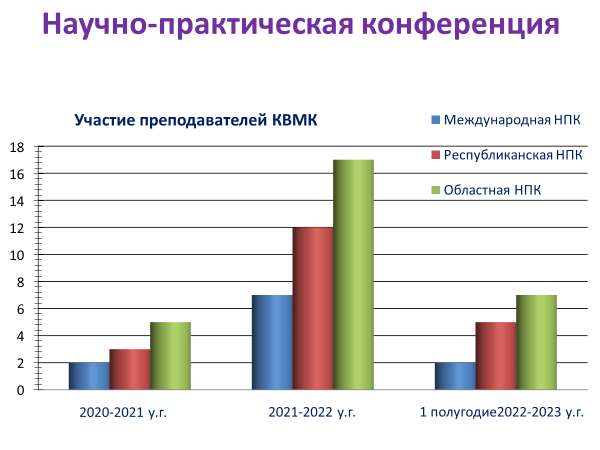 Научно-практическая конференция
Участие преподавателей КВМК
Международная НПК
Республиканская НПК
Областная НПК
18
16
14
12
10
8
6
4
2
0
2020-2021 у.г.
2021-2022 у.г.
1 полугодие2022-2023 у.г.